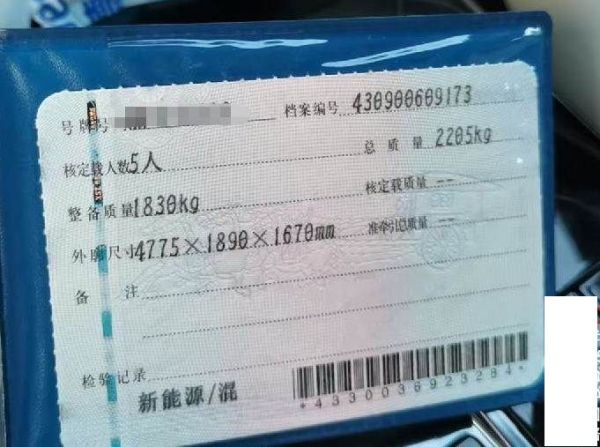 号牌号 档案编号 430900609173
核定载人数 5人 总质量 2205kg
整备质量 1830kg 核定载质量 --
外廓尺寸 4775×1890×1670mm 准牵引总质量 --
备注
检验记录
新能源/混
*4330036923284*